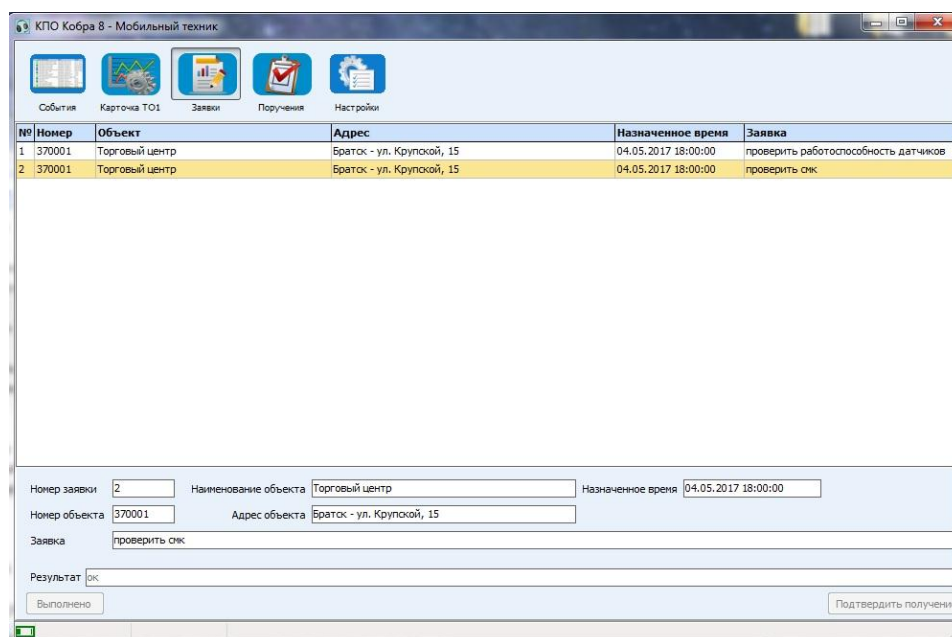 КПО Кобра 8 - Мобильный техник
События Карточка ТО1 Заявки Поручения Настройки
№ Номер Объект Адрес Назначенное время Заявка
1 370001 Торговый центр Братск - ул. Крупской, 15 04.05.2017 18:00:00 проверить работоспособность датчиков
2 370001 Торговый центр Братск - ул. Крупской, 15 04.05.2017 18:00:00 проверить смк
Номер заявки 2 Наименование объекта Торговый центр Назначенное время 04.05.2017 18:00:00
Номер объекта 370001 Адрес объекта Братск - ул. Крупской, 15
Заявка проверить смк
Результат ок
Выполнено Подтвердить получени